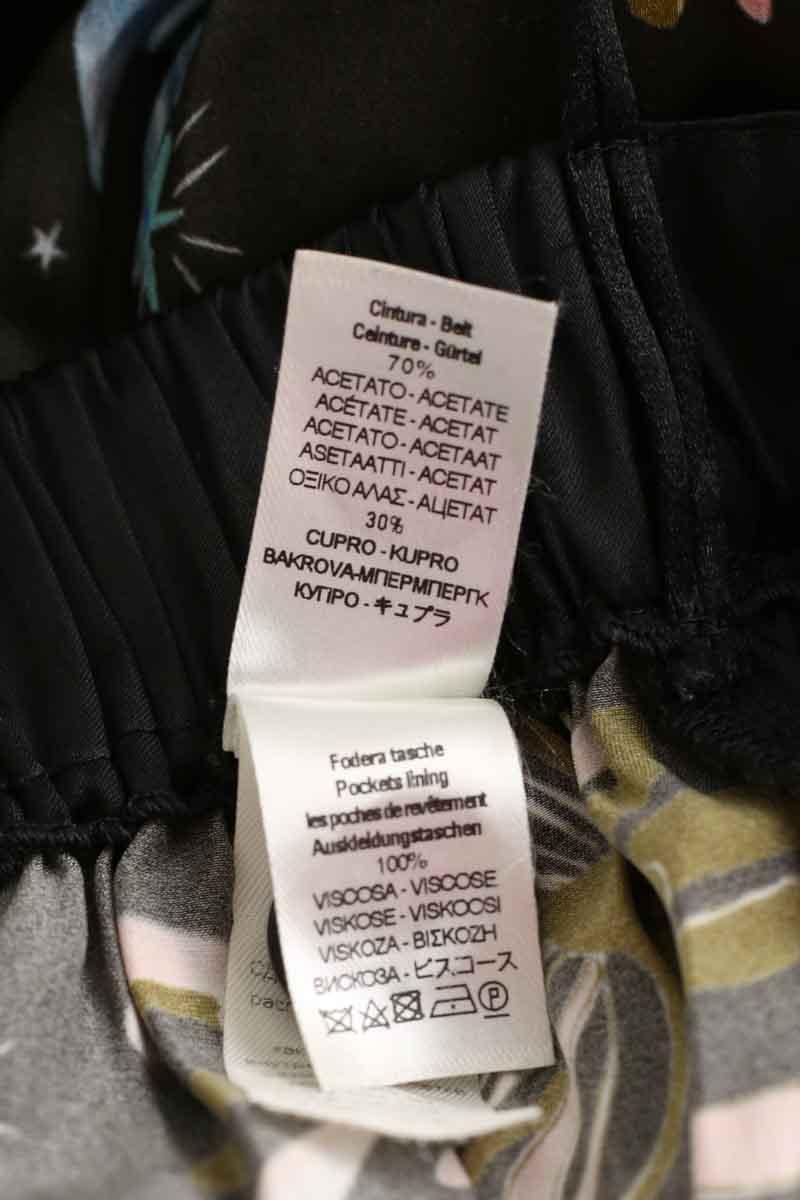 Cintura - Belt
Ceinture - Gürtel
70%
ACETATO - ACETATE
ACÉTATE - ACETAT
ACETATO - ACETAAT
ASETAATTI - ACETAT
ΟΞΙΚΟ ΑΛΑΣ - ΑЦЕТАТ
30%
CUPRO - KUPRO
BAKROVA-ΜΠΕΡΜΠΕΡΓΚ
КУПРО - キュプラ
Fodera tasche
Pockets lining
les poches de revêtement
Auskleidungstaschen
100%
VISCOSA - VISCOSE
VISKOSE - VISKOOSI
VISKOZA - ΒΙΣΚΟΖΗ
ВИСКОЗА - ビスコース
P